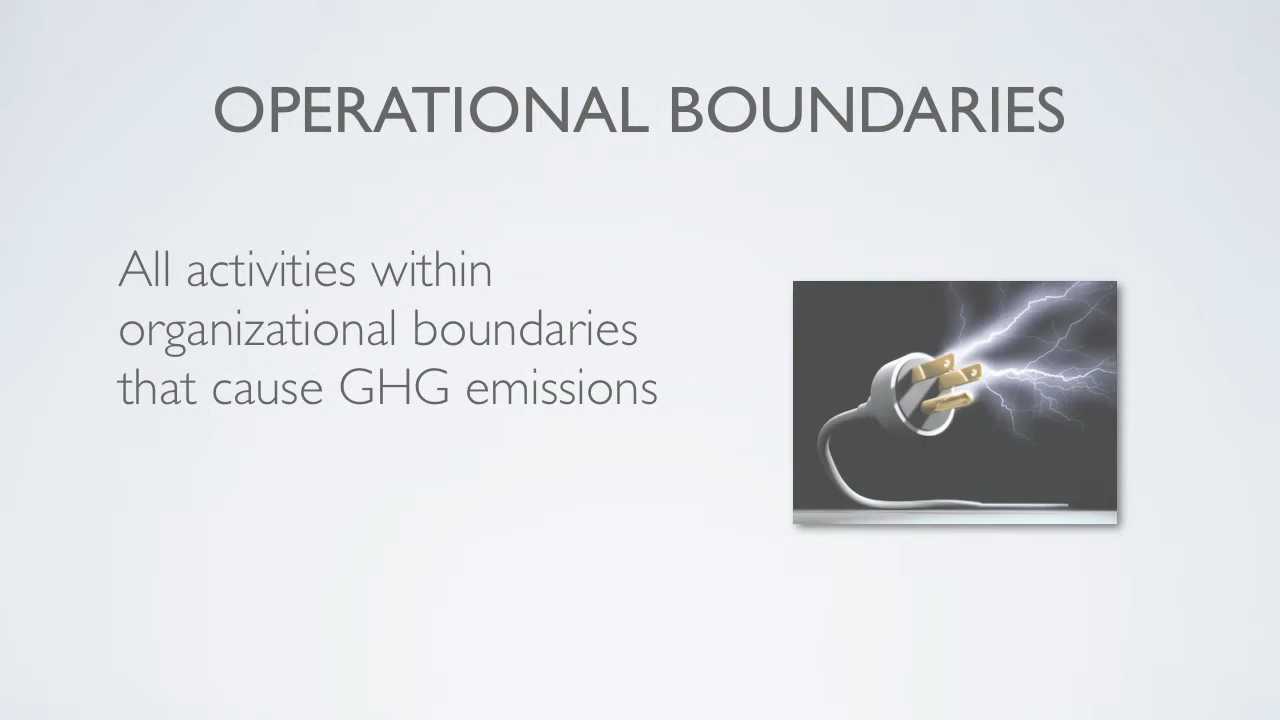 OPERATIONAL BOUNDARIES
All activities within
organizational boundaries
that cause GHG emissions